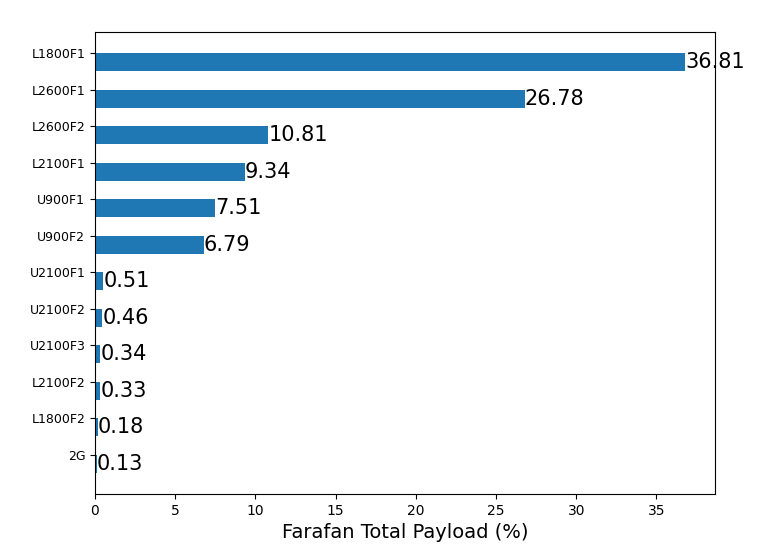 L1800F1 36.81
L2600F1 26.78
L2600F2 10.81
L2100F1 9.34
U900F1 7.51
U900F2 6.79
U2100F1 0.51
U2100F2 0.46
U2100F3 0.34
L2100F2 0.33
L1800F2 0.18
2G 0.13
0 5 10 15 20 25 30 35
Farafan Total Payload (%)